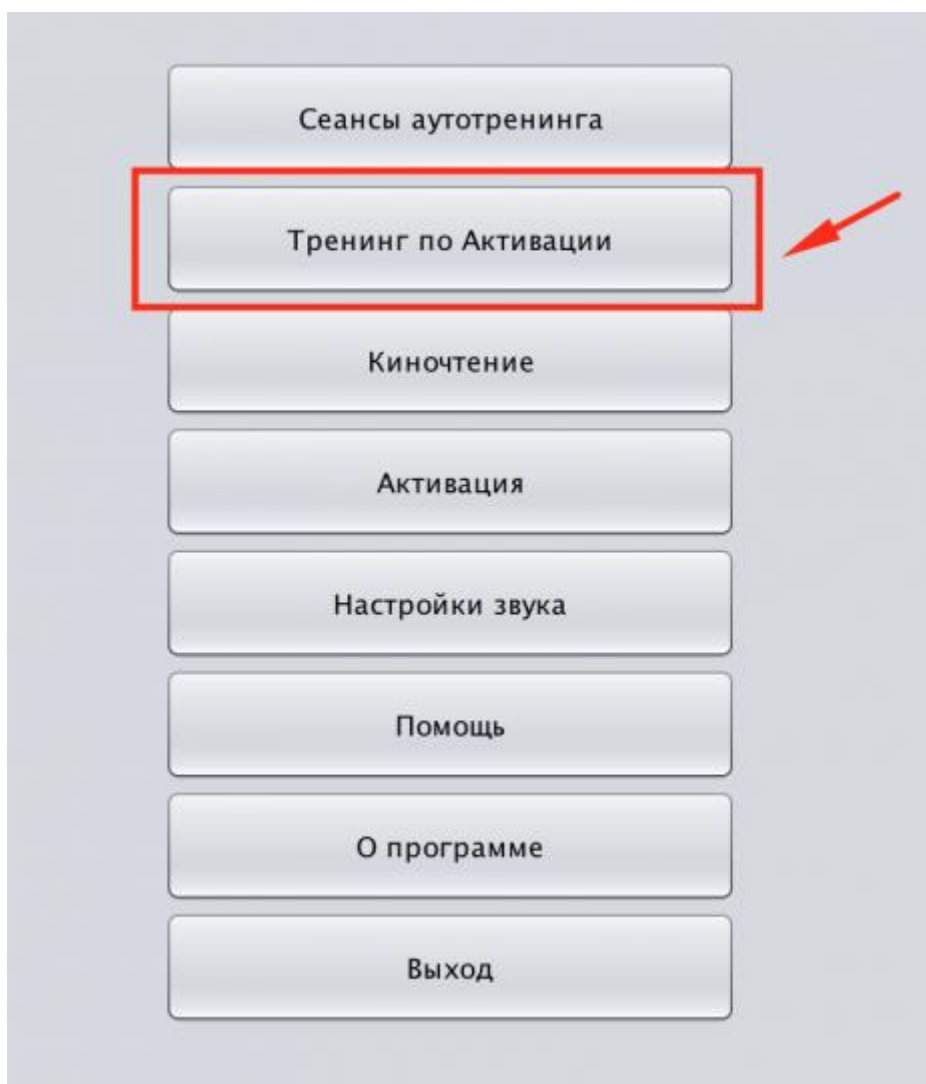 Сеансы аутотренинга
Тренинг по Активации
Киночтение
Активация
Настройки звука
Помощь
О программе
Выход